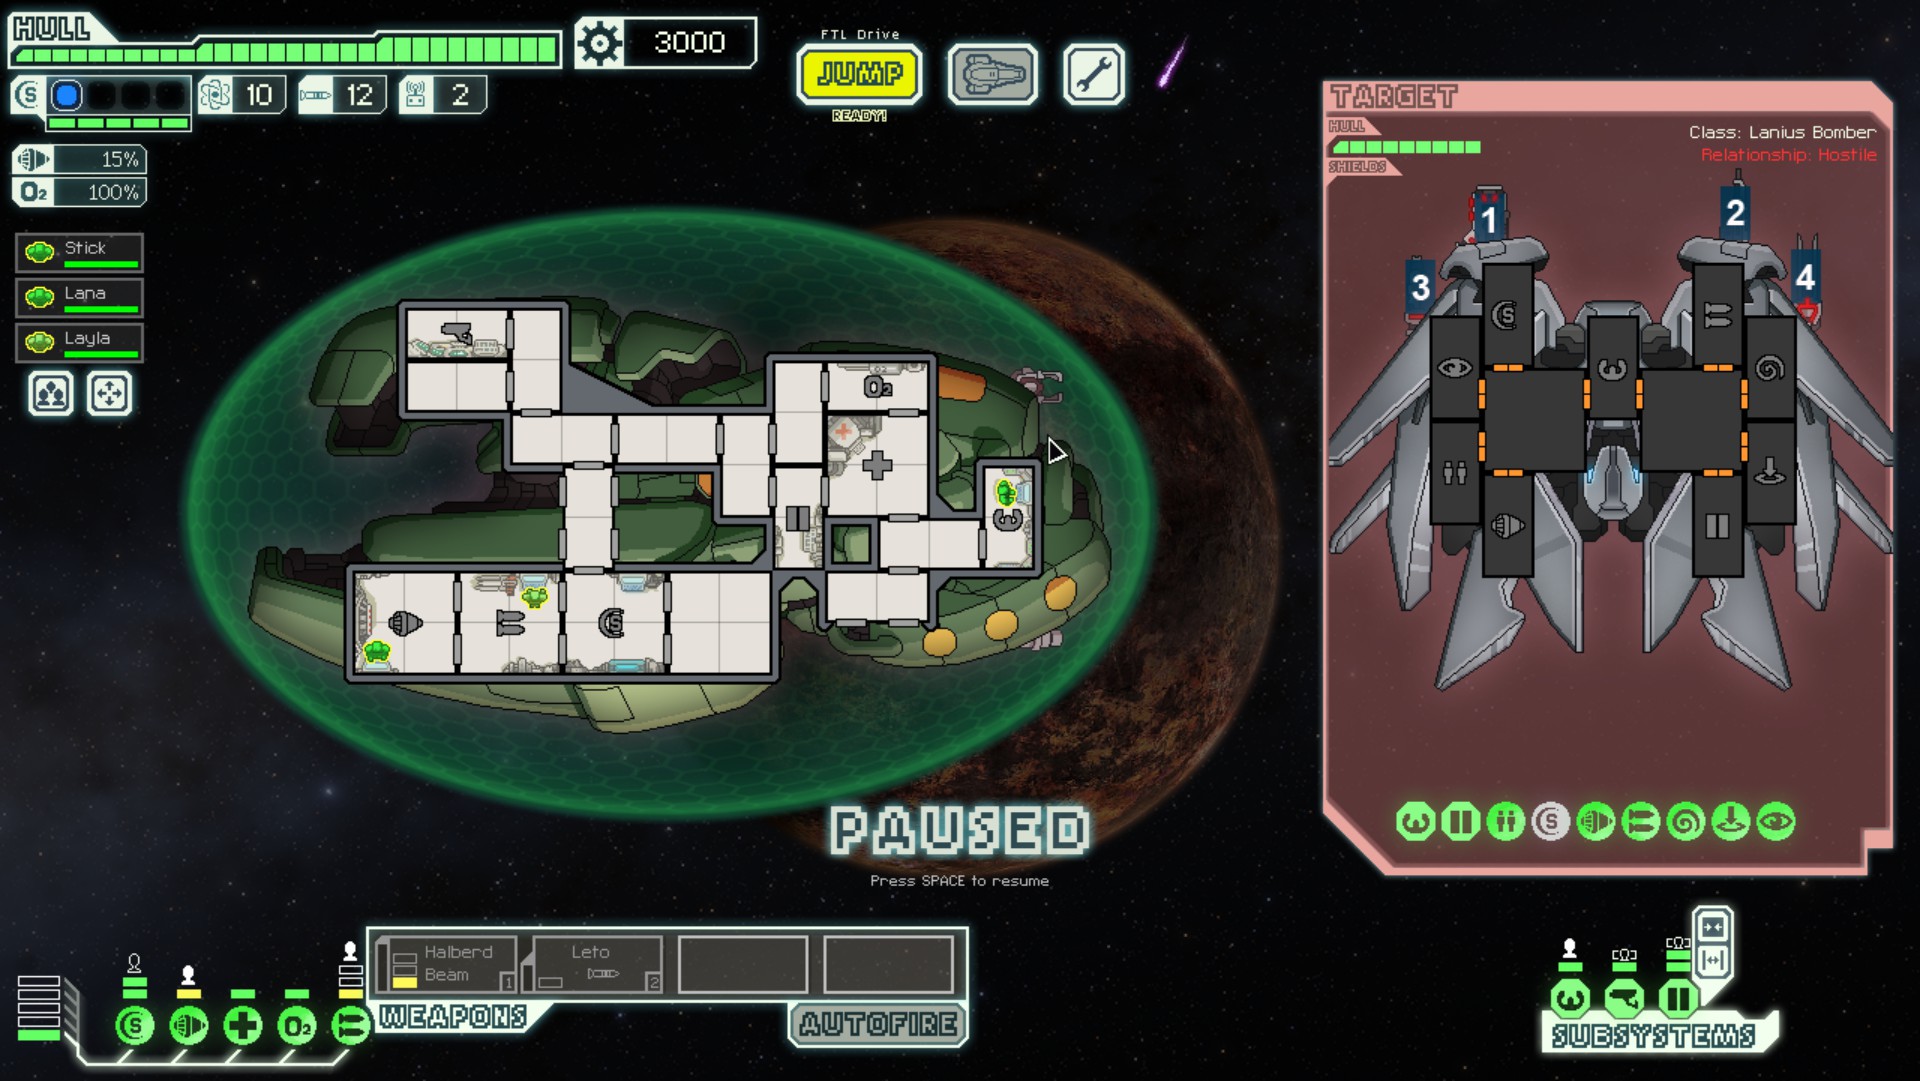 HULL
3000
FTL Drive
JUMP
READY!
10
12
2
15%
O2
100%
Stick
Lana
Layla
O2
TARGET
HULL
Class: Lanius Bomber
Relationship: Hostile
SHIELDS
1
2
3
4
PAUSED
Press SPACE to resume
Halberd
Beam
1
Leto
2
WEAPONS
AUTOFIRE
O2
SUBSYSTEMS